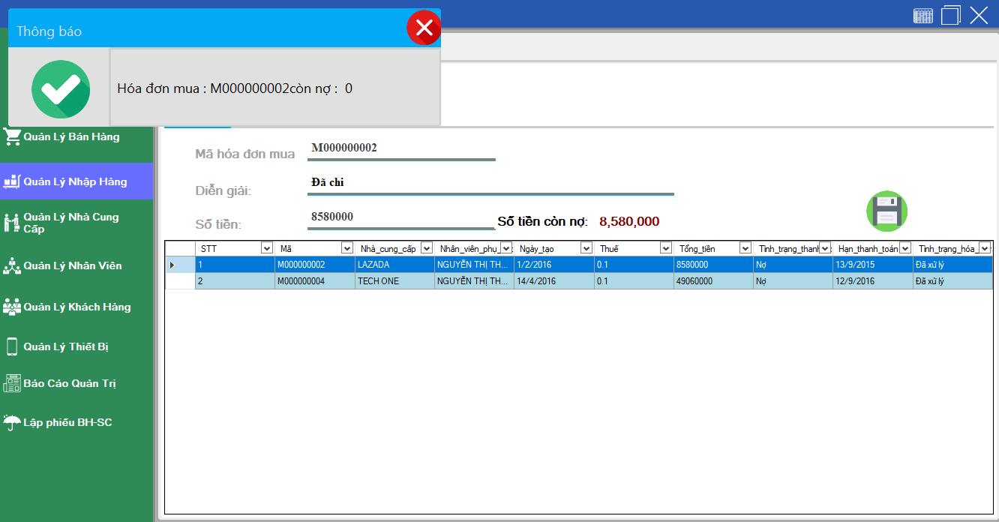 Thông báo
Hóa đơn mua : M000000002còn nợ : 0
Quản Lý Bán Hàng
Quản Lý Nhập Hàng
Quản Lý Nhà Cung
Cấp
Quản Lý Nhân Viên
Quản Lý Khách Hàng
Quản Lý Thiết Bị
Báo Cáo Quản Trị
Lập phiếu BH-SC
Mã hóa đơn mua M000000002
Diễn giải: Đã chi
Số tiền: 8580000 Số tiền còn nợ: 8,580,000
STT Mã Nhà_cung_cấp Nhân_viên_phụ_ Ngày_tạo Thuế Tổng_tiền Tình_trạng_thanh Hạn_thanh_toán Tình_trạng_hóa_
1 M000000002 LAZADA NGUYỄN THỊ TH... 1/2/2016 0.1 8580000 Nợ 13/9/2015 Đã xử lý
2 M000000004 TECH ONE NGUYỄN THỊ TH... 14/4/2016 0.1 49060000 Nợ 12/9/2016 Đã xử lý